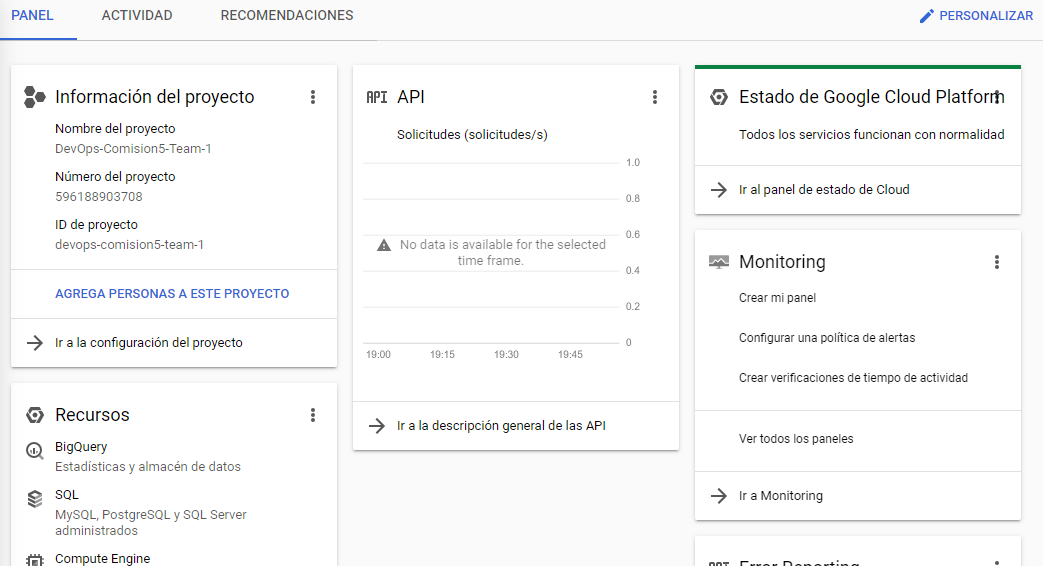 PANEL
ACTIVIDAD
RECOMENDACIONES
PERSONALIZAR
Información del proyecto
Nombre del proyecto
DevOps-Comision5-Team-1
Número del proyecto
596188903708
ID de proyecto
devops-comision5-team-1
AGREGA PERSONAS A ESTE PROYECTO
Ir a la configuración del proyecto
Recursos
BigQuery
Estadísticas y almacén de datos
SQL
MySQL, PostgreSQL y SQL Server
administrados
Compute Engine
API API
Solicitudes (solicitudes/s)
1.0
0.8
0.6
No data is available for the selected
time frame.
0.4
0.2
0
19:00 19:15 19:30 19:45
Ir a la descripción general de las API
Estado de Google Cloud Platform
Todos los servicios funcionan con normalidad
Ir al panel de estado de Cloud
Monitoring
Crear mi panel
Configurar una política de alertas
Crear verificaciones de tiempo de actividad
Ver todos los paneles
Ir a Monitoring
API Error Reporting